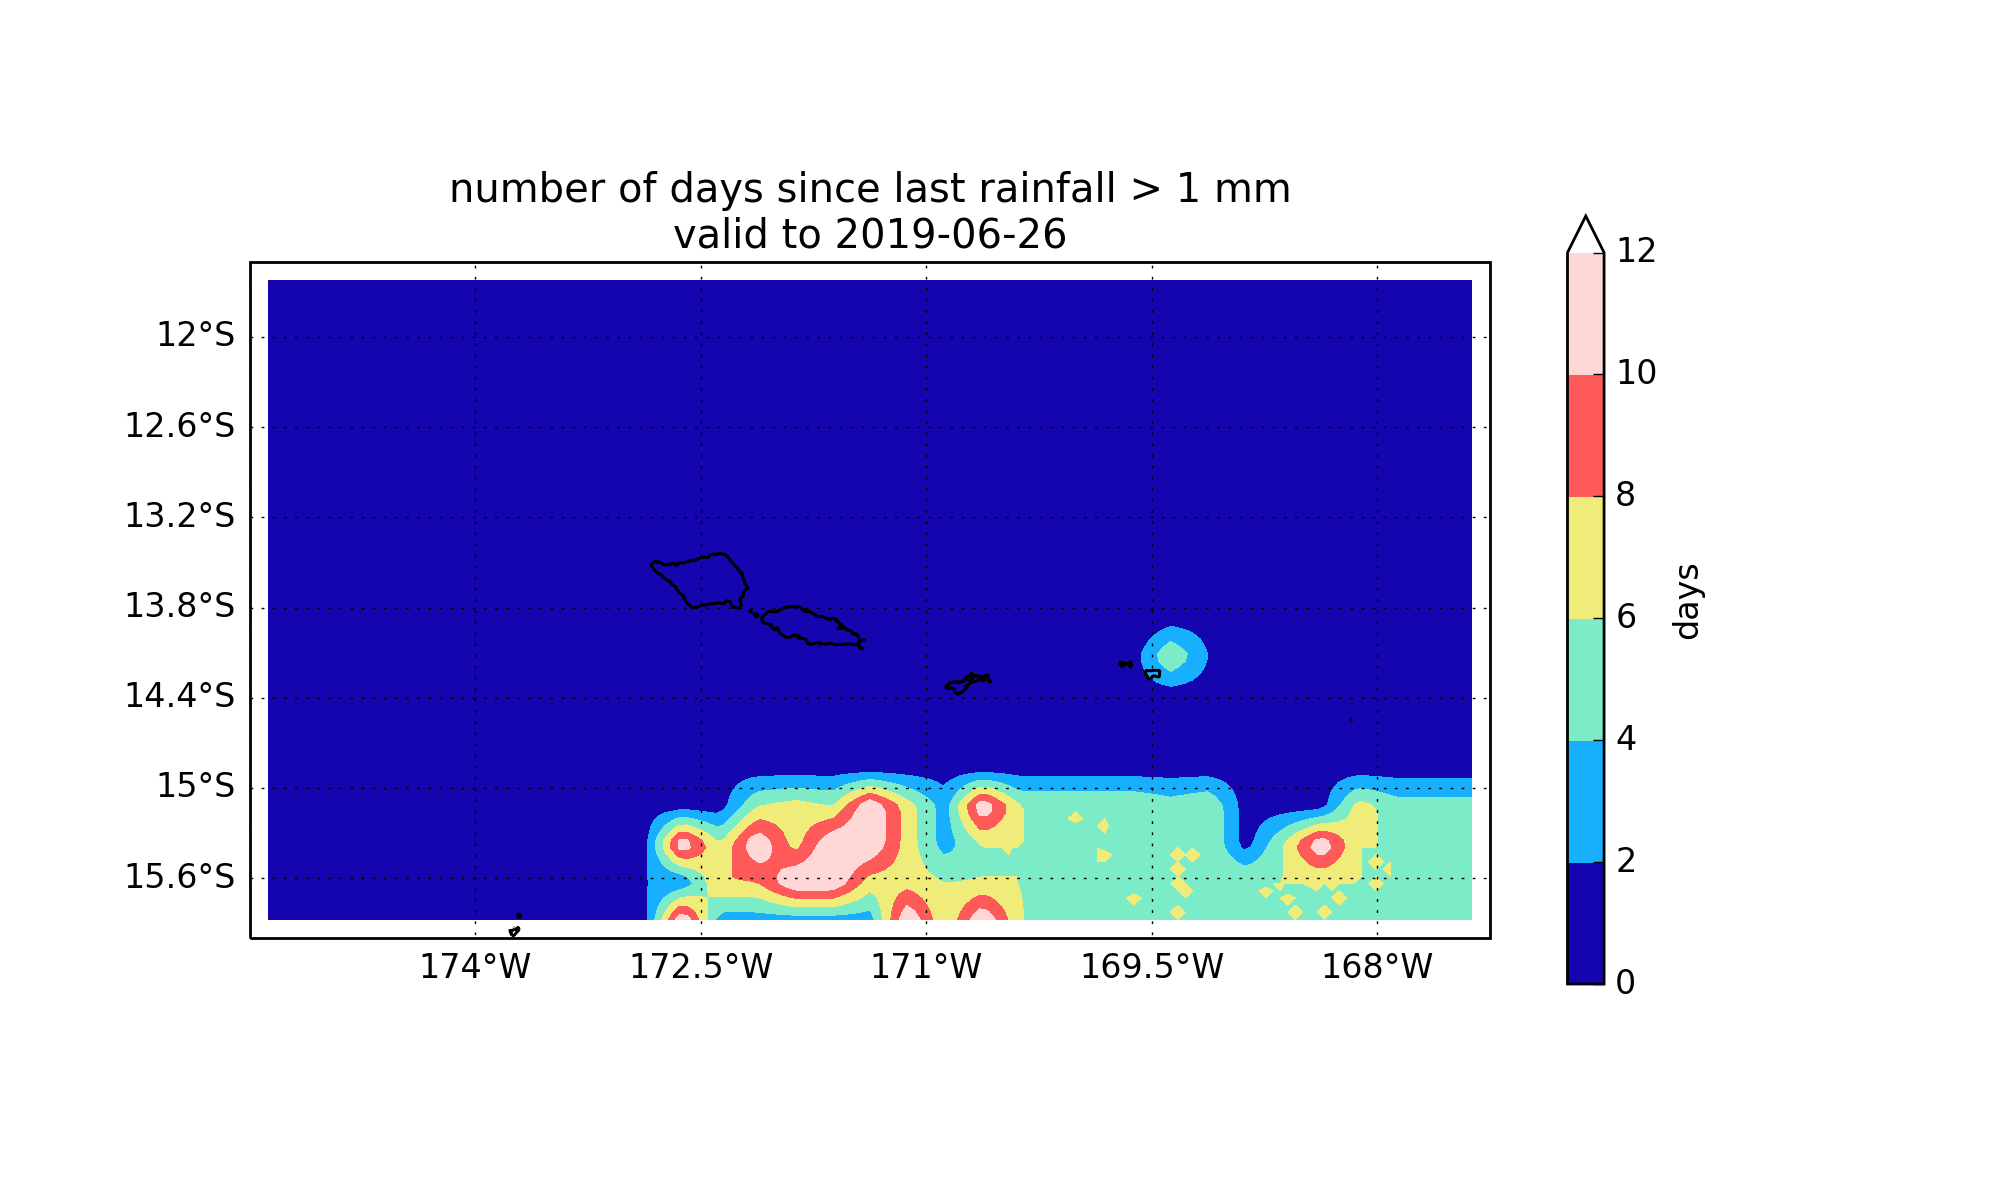 number of days since last rainfall > 1 mm
valid to 2019-06-26
12°S
12.6°S
13.2°S
13.8°S
14.4°S
15°S
15.6°S
174°W
172.5°W
171°W
169.5°W
168°W
12
10
8
6
4
2
0
days